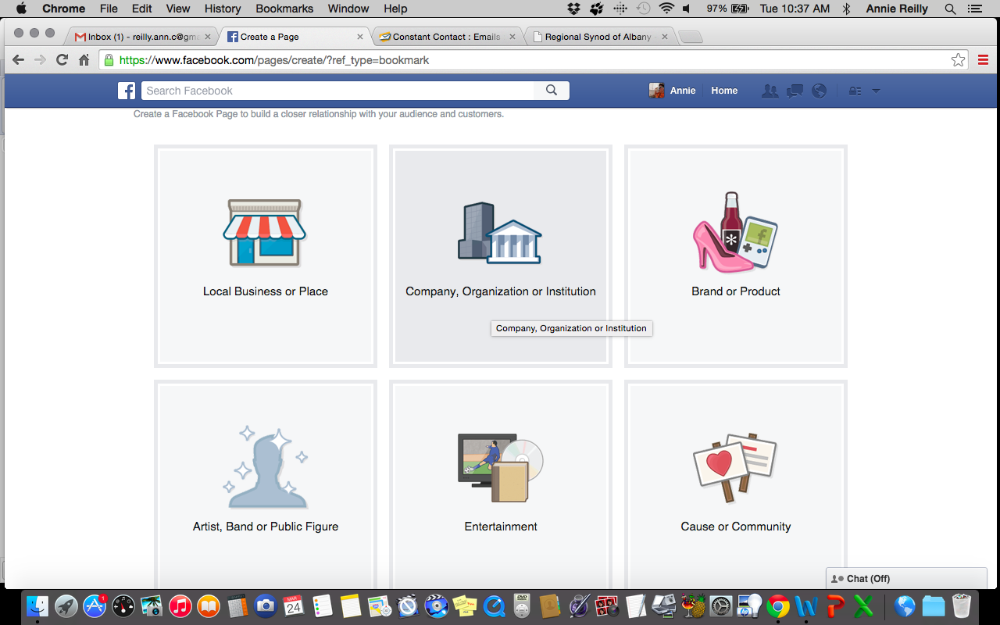 Chrome File Edit View History Bookmarks Window Help 97% Tue 10:37 AM Annie Reilly
Inbox (1) - reilly.ann.c@gma Create a Page Constant Contact : Emails Regional Synod of Albany
https://www.facebook.com/pages/create/?ref_type=bookmark
Search Facebook Annie Home
Create a Facebook Page to build a closer relationship with your audience and customers.
Local Business or Place Company, Organization or Institution Brand or Product
Company, Organization or Institution
Artist, Band or Public Figure Entertainment Cause or Community
Chat (Off)
1
MAR
24